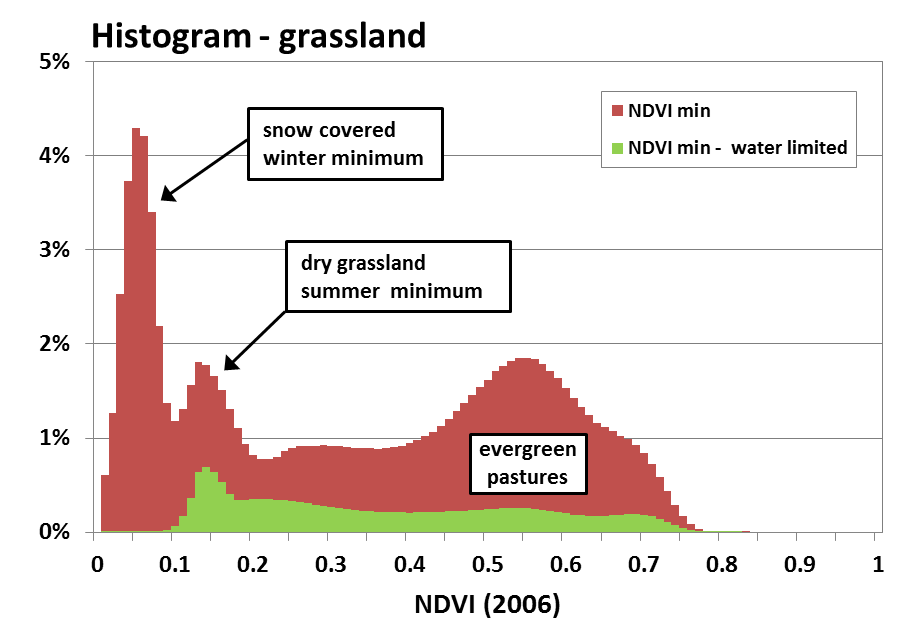 Histogram - grassland
5%
4%
3%
2%
1%
0%
NDVI min
NDVI min - water limited
snow covered
winter minimum
dry grassland
summer minimum
evergreen
pastures
0 0.1 0.2 0.3 0.4 0.5 0.6 0.7 0.8 0.9 1
NDVI (2006)